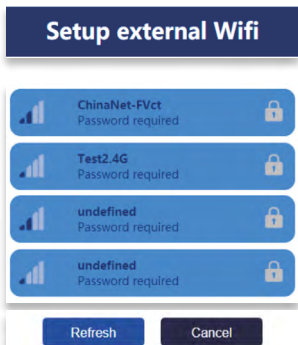 Setup external Wifi
ChinaNet-FVct
Password required
Test2.4G
Password required
undefined
Password required
undefined
Password required
Refresh Cancel